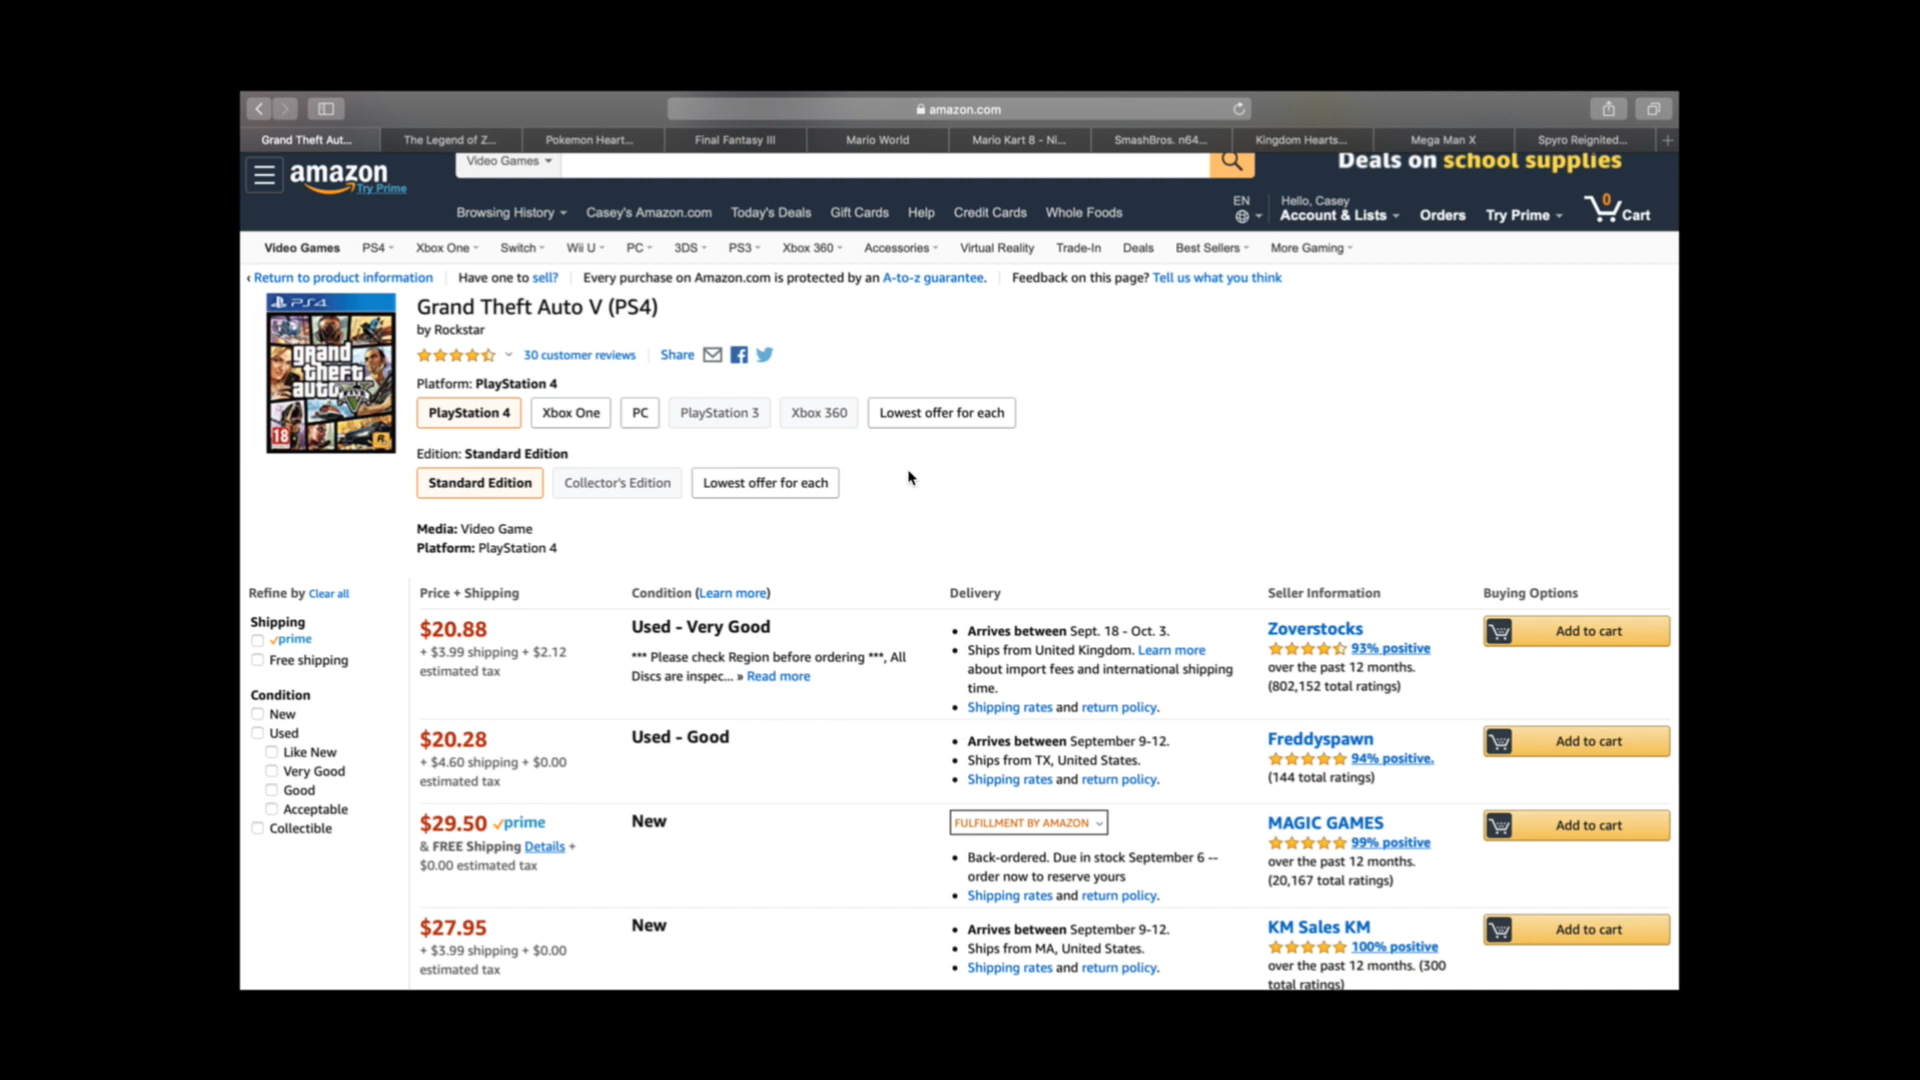 amazon.com
Grand Theft Aut...
The Legend of Z...
Pokemon Heart...
Final Fantasy III
Mario World
Mario Kart 8 - Ni...
SmashBros. n64...
Kingdom Hearts...
Mega Man X
Spyro Reignited...
amazon
Try Prime
Video Games
Deals on school supplies
Browsing History
Casey's Amazon.com
Today's Deals
Gift Cards
Help
Credit Cards
Whole Foods
EN
Hello, Casey
Account & Lists
Orders
Try Prime
0
Cart
Video Games
PS4
Xbox One
Switch
Wii U
PC
3DS
PS3
Xbox 360
Accessories
Virtual Reality
Trade-In
Deals
Best Sellers
More Gaming
‹ Return to product information
Have one to sell?
Every purchase on Amazon.com is protected by an A-to-z guarantee.
Feedback on this page? Tell us what you think
PS4
grand
theft
auto
V
18
R
Grand Theft Auto V (PS4)
by Rockstar
30 customer reviews
Share
Platform: PlayStation 4
PlayStation 4
Xbox One
PC
PlayStation 3
Xbox 360
Lowest offer for each
Edition: Standard Edition
Standard Edition
Collector's Edition
Lowest offer for each
Media: Video Game
Platform: PlayStation 4
Refine by Clear all
Shipping
prime
Free shipping
Condition
New
Used
Like New
Very Good
Good
Acceptable
Collectible
Price + Shipping
Condition (Learn more)
Delivery
Seller Information
Buying Options
$20.88
+ $3.99 shipping + $2.12
estimated tax
Used - Very Good
*** Please check Region before ordering ***, All
Discs are inspec... » Read more
• Arrives between Sept. 18 - Oct. 3.
• Ships from United Kingdom. Learn more
about import fees and international shipping
time.
• Shipping rates and return policy.
Zoverstocks
93% positive
over the past 12 months.
(802,152 total ratings)
Add to cart
$20.28
+ $4.60 shipping + $0.00
estimated tax
Used - Good
• Arrives between September 9-12.
• Ships from TX, United States.
• Shipping rates and return policy.
Freddyspawn
94% positive.
(144 total ratings)
Add to cart
$29.50 prime
& FREE Shipping Details +
$0.00 estimated tax
New
FULFILLMENT BY AMAZON
• Back-ordered. Due in stock September 6 --
order now to reserve yours
• Shipping rates and return policy.
MAGIC GAMES
99% positive
over the past 12 months.
(20,167 total ratings)
Add to cart
$27.95
+ $3.99 shipping + $0.00
estimated tax
New
• Arrives between September 9-12.
• Ships from MA, United States.
• Shipping rates and return policy.
KM Sales KM
100% positive
over the past 12 months. (300
total ratings)
Add to cart